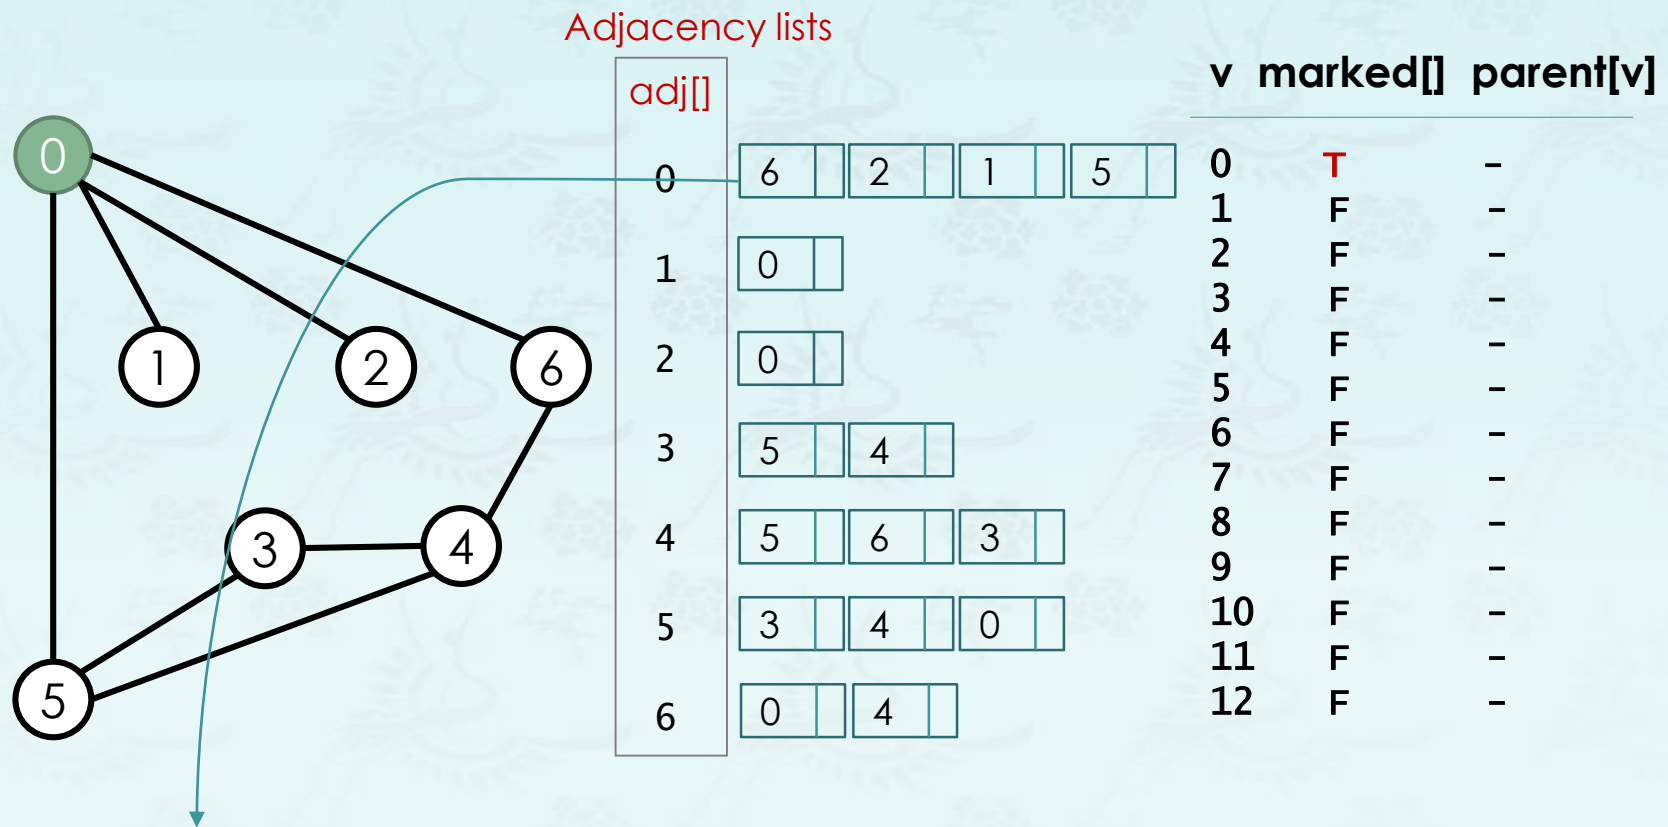 Adjacency lists
adj[]
v marked[] parent[v]
0
1
2
6
3
4
5
0 6 2 1 5
1 0
2 0
3 5 4
4 5 6 3
5 3 4 0
6 0 4
0 T –
1 F –
2 F –
3 F –
4 F –
5 F –
6 F –
7 F –
8 F –
9 F –
10 F –
11 F –
12 F –